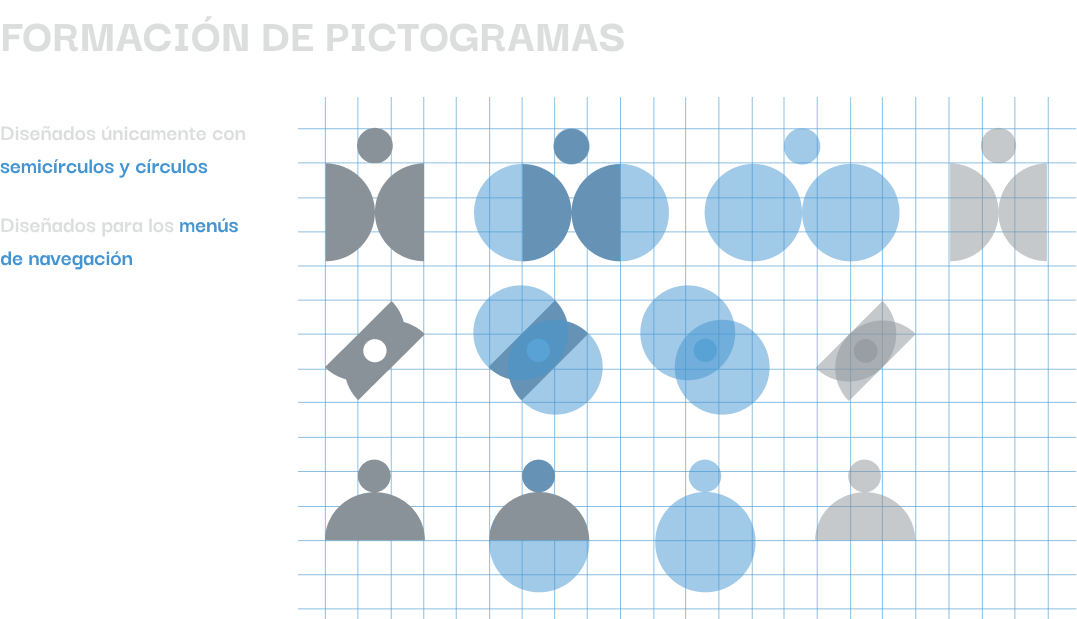 FORMACIÓN DE PICTOGRAMAS
Diseñados únicamente con
semicírculos y círculos
Diseñados para los menús
de navegación